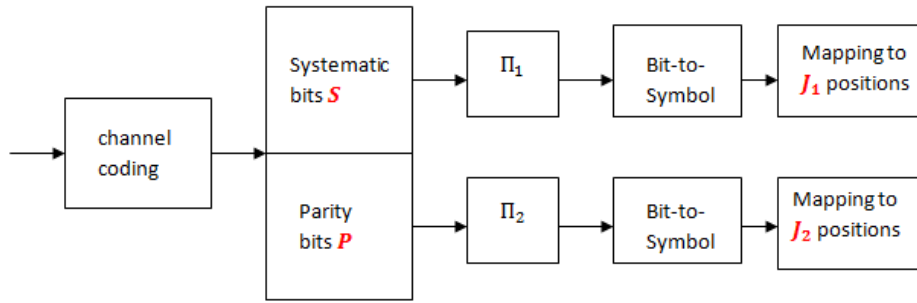 channel
coding
Systematic
bits S
Π₁
Bit-to-
Symbol
Mapping to
J₁ positions
Parity
bits P
Π₂
Bit-to-
Symbol
Mapping to
J₂ positions